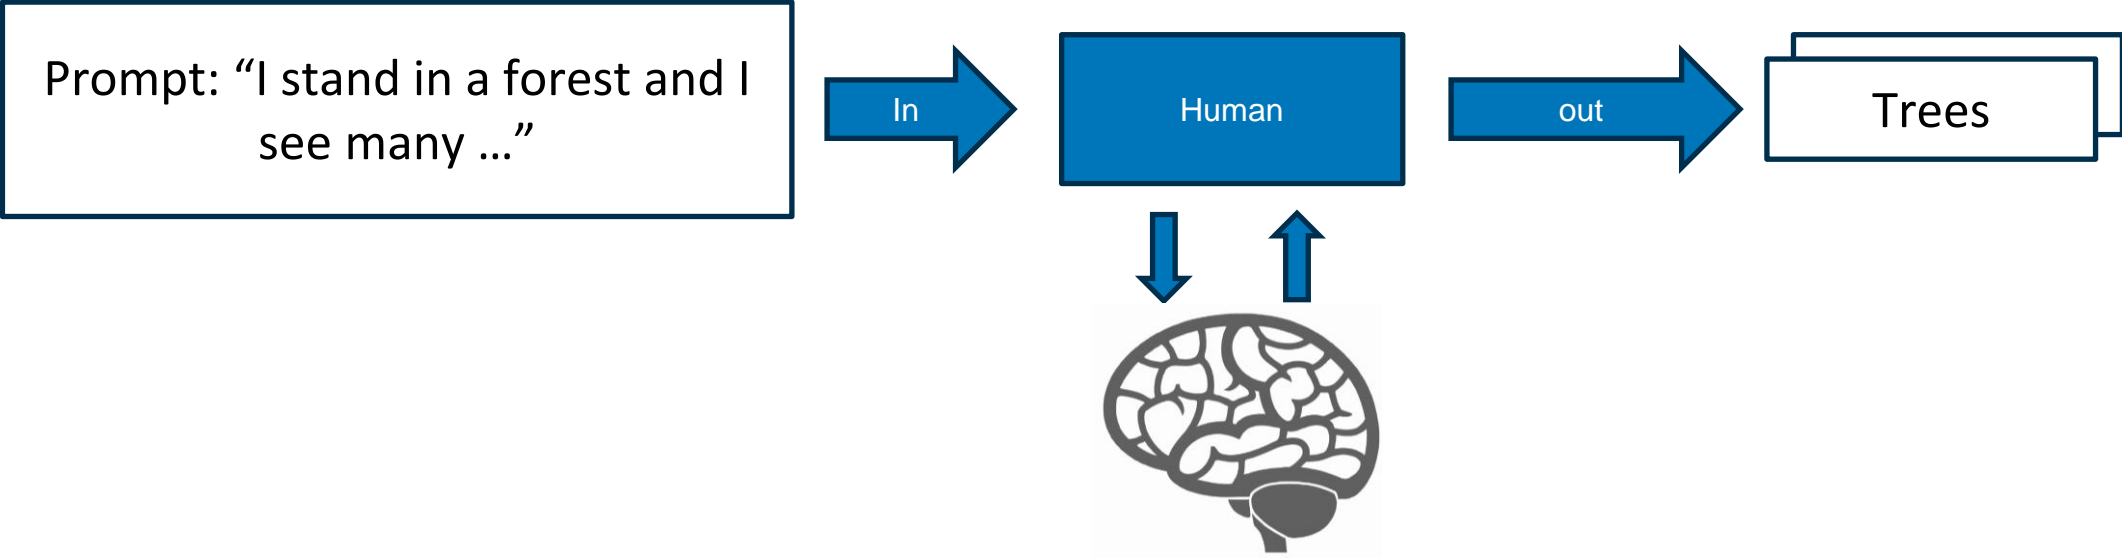 Prompt: “I stand in a forest and I
see many …”
In
Human
out
Trees